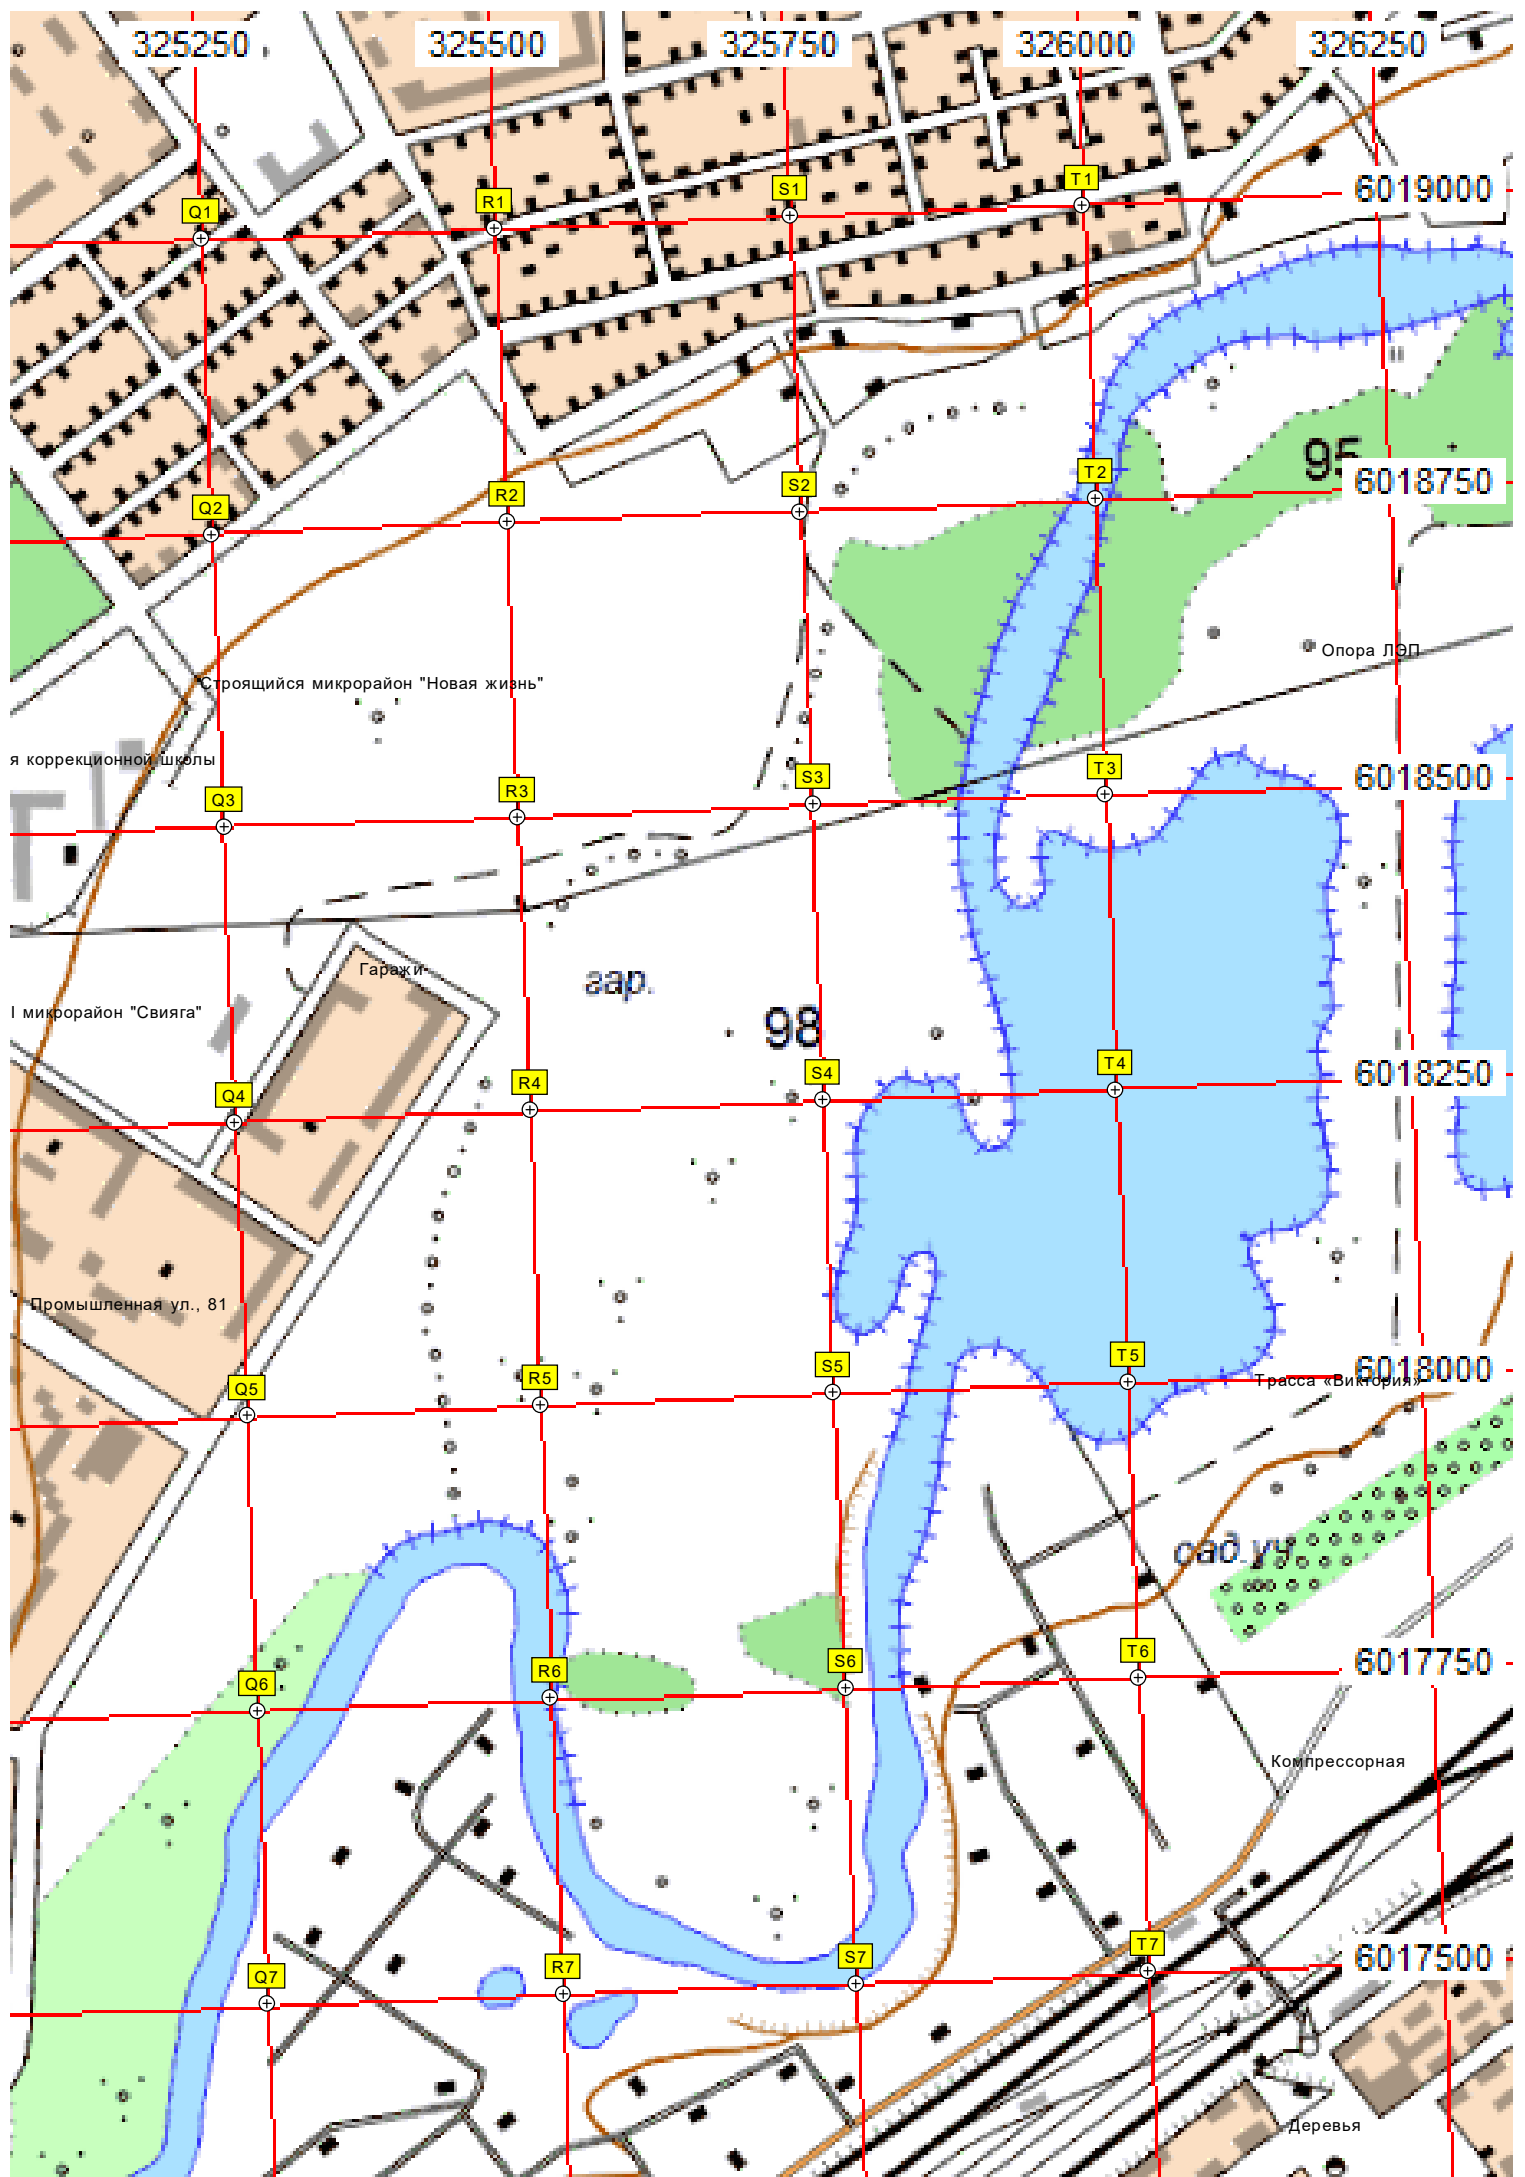 325250 325500 325750 326000 326250
Q1 R1 S1 T1 6019000
95
Q2 R2 S2 T2 6018750
Опора ЛЭП
Строящийся микрорайон "Новая жизнь"
я коррекционной школы
Q3 R3 S3 T3 6018500
Гаражи
гар.
I микрорайон "Свияга"
98
Q4 R4 S4 T4 6018250
Промышленная ул., 81
Q5 R5 S5 T5 6018000
Трасса «Виктория»
сад.уч
Q6 R6 S6 T6 6017750
Компрессорная
Q7 R7 S7 T7 6017500
Деревья